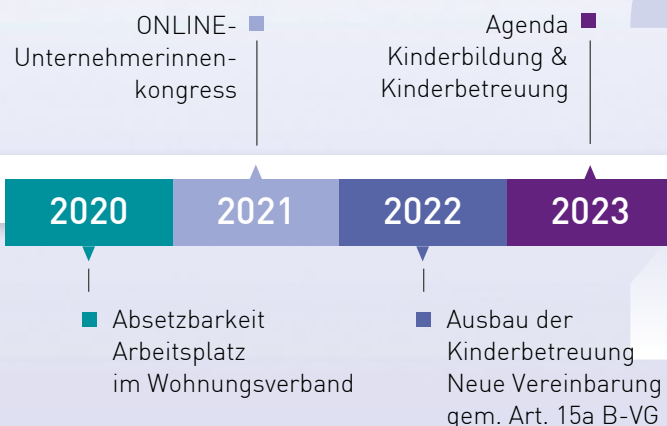 ONLINE-
Unternehmerinnen-
kongress
Agenda
Kinderbildung &
Kinderbetreuung
2020
2021
2022
2023
Absetzbarkeit
Arbeitsplatz
im Wohnungsverband
Ausbau der
Kinderbetreuung
Neue Vereinbarung
gem. Art. 15a B-VG